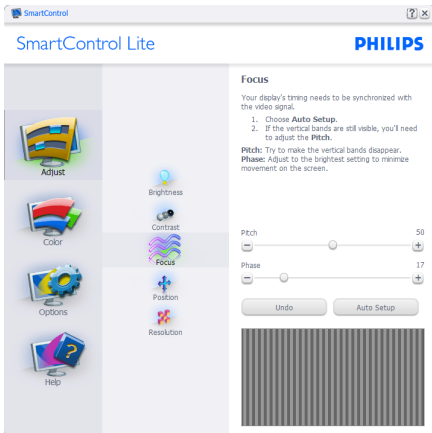 SmartControl
SmartControl Lite
PHILIPS
Adjust
Color
Options
Help
Brightness
Contrast
Focus
Position
Resolution
Focus
Your display's timing needs to be synchronized with
the video signal.
1. Choose Auto Setup.
2. If the vertical bands are still visible, you'll need
to adjust the Pitch.
Pitch: Try to make the vertical bands disappear.
Phase: Adjust to the brightest setting to minimize
movement on the screen.
Pitch 50
Phase 17
Undo Auto Setup